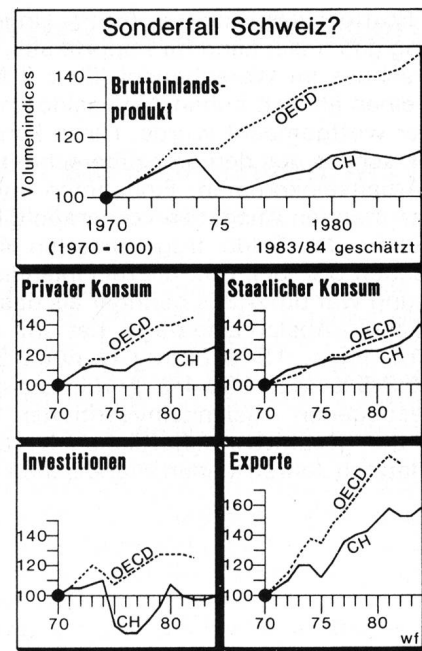 Sonderfall Schweiz?
Volumenindices
Bruttoinlands-
produkt
140
120
100
OECD
CH
1970
75
1980
(1970=100)
1983/84 geschätzt
Privater Konsum
140
120
100
OECD
CH
70
75
80
Staatlicher Konsum
140
120
100
OECD
CH
70
75
80
Investitionen
140
120
100
OECD
CH
70
75
80
Exporte
160
140
120
100
OECD
CH
70
75
80
wf